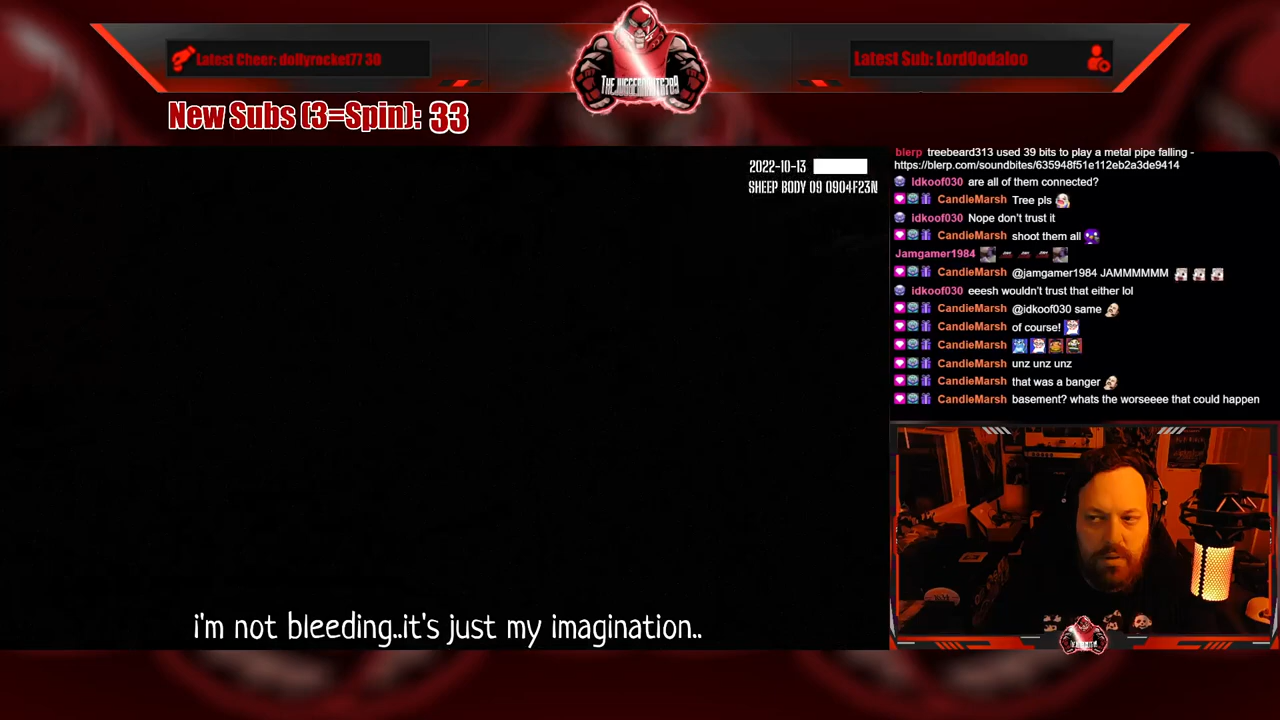 Latest Cheer: dollyrocket77 30
THEJUGGERNAUT6789
Latest Sub: LordOodaloo
New Subs (3=Spin): 33
2022-10-13
SHEEP BODY 09 0904F23N
blerp treebeard313 used 39 bits to play a metal pipe falling -
https://blerp.com/soundbites/635948f51e112eb2a3de9414
idkoof030 are all of them connected?
CandieMarsh Tree pls
idkoof030 Nope don't trust it
CandieMarsh shoot them all
Jamgamer1984
CandieMarsh @jamgamer1984 JAMMMMMM
idkoof030 eeesh wouldn't trust that either lol
CandieMarsh @idkoof030 same
CandieMarsh of course!
CandieMarsh
CandieMarsh unz unz unz
CandieMarsh that was a banger
CandieMarsh basement? whats the worseeee that could happen
i'm not bleeding..it's just my imagination..